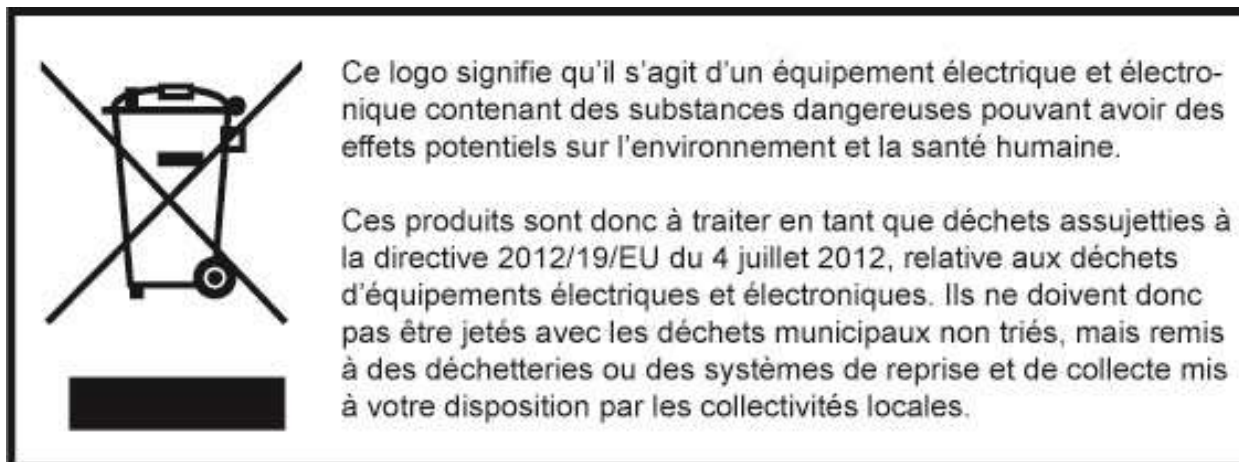 Ce logo signifie qu'il s'agit d'un équipement électrique et électro-
nique contenant des substances dangereuses pouvant avoir des
effets potentiels sur l'environnement et la santé humaine.
Ces produits sont donc à traiter en tant que déchets assujetties à
la directive 2012/19/EU du 4 juillet 2012, relative aux déchets
d'équipements électriques et électroniques. Ils ne doivent donc
pas être jetés avec les déchets municipaux non triés, mais remis
à des déchetteries ou des systèmes de reprise et de collecte mis
à votre disposition par les collectivités locales.